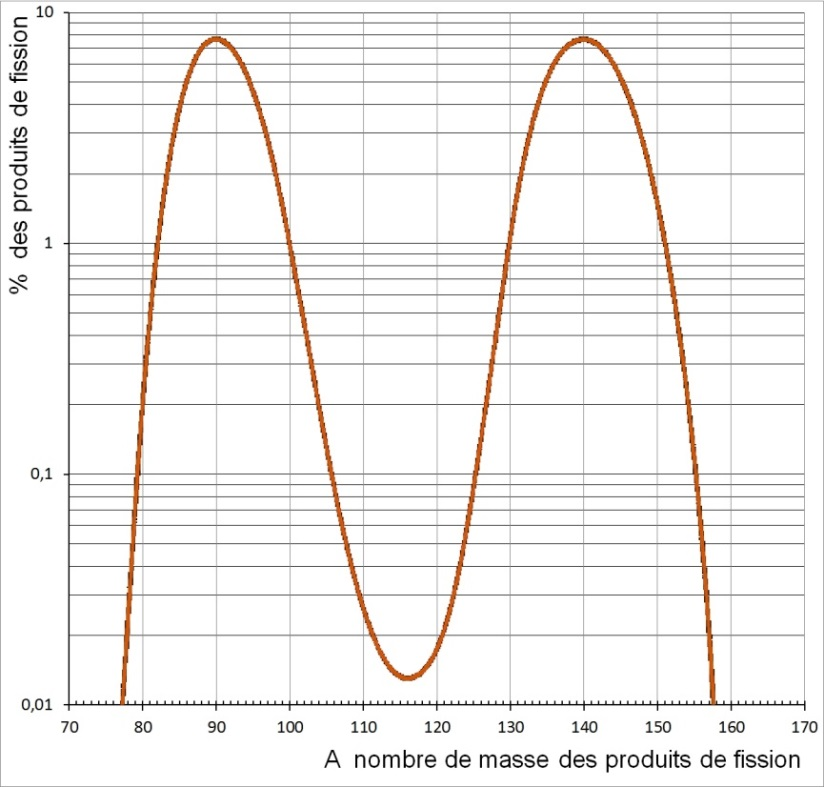 % des produits de fission
10
1
0,1
0,01
70 80 90 100 110 120 130 140 150 160 170
A nombre de masse des produits de fission